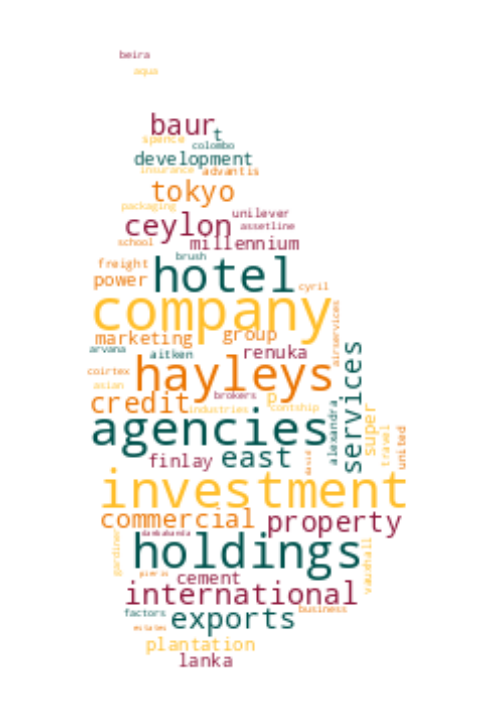 beira
aqua
baur
t
spence
colombo
development
insurance advantis
tokyo
packaging
unilever
ceylon assetline
school millennium
brush
freight hotel
power cyril
company
airservices
marketing group
arvana aitken renuka
coirtex hayleys services
asian
credit brokers p
industries contship
alexandra super
agencies travel united
finlay east david
investment
commercial property
dambakanda
gardiner holdings vauxhall
pieris cement
international
factors exports business
estates
plantation
lanka